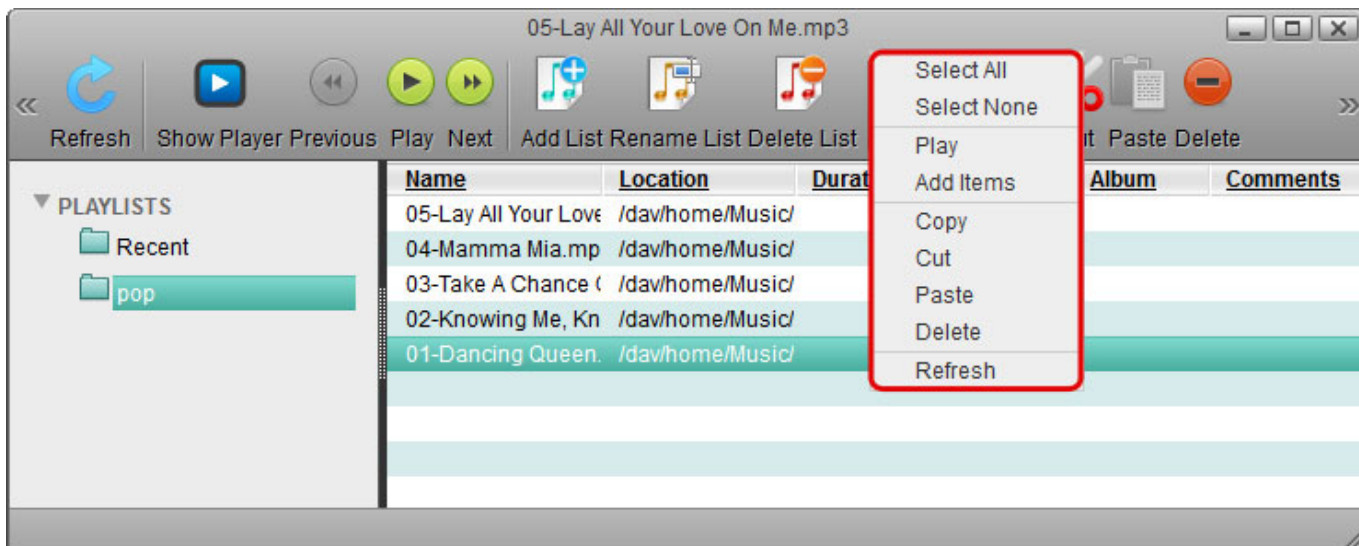 05-Lay All Your Love On Me.mp3
Refresh Show Player Previous Play Next Add List Rename List Delete List Paste Delete
Select All
Select None
Play
Add Items
Copy
Cut
Paste
Delete
Refresh
PLAYLISTS
Recent
pop
Name Location Durat Album Comments
05-Lay All Your Love /dav/home/Music/
04-Mamma Mia.mp /dav/home/Music/
03-Take A Chance /dav/home/Music/
02-Knowing Me, Kn /dav/home/Music/
01-Dancing Queen. /dav/home/Music/